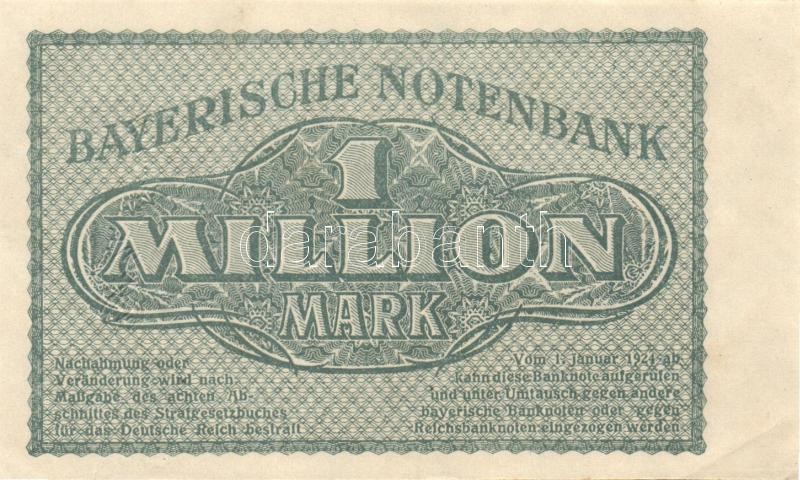 BAYERISCHE NOTENBANK
1
MILLION
MARK
darabanth
Nachahmung oder
Veränderung wird nach
Maßgabe des achten Ab-
schnittes des Strafgesetzbuches
für das Deutsche Reich bestraft
Vom 1. Januar 1924 ab
kann diese Banknote aufgerufen
und unter Umtausch gegen andere
bayerische Banknoten oder gegen
Reichsbanknoten eingezogen werden.